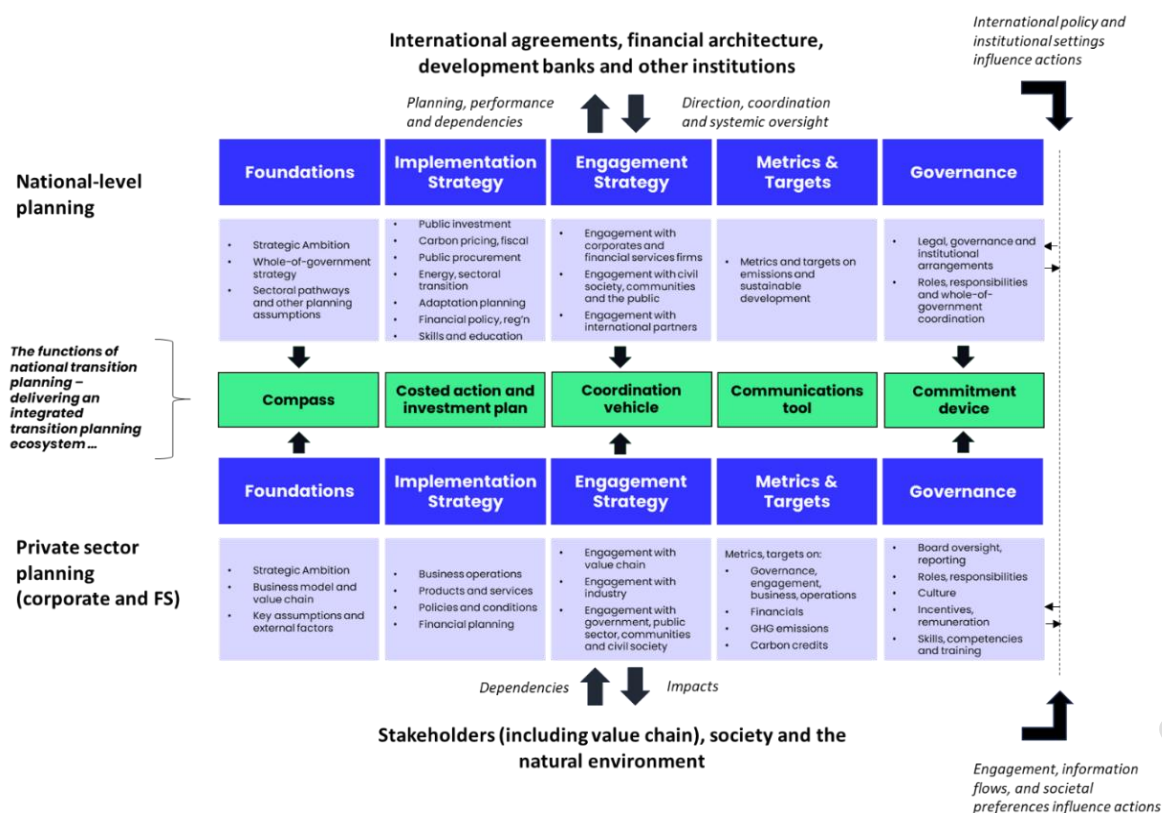 International agreements, financial architecture,
development banks and other institutions
International policy and
institutional settings
influence actions
Planning, performance
and dependencies
Direction, coordination
and systemic oversight
National-level
planning
Foundations
Implementation
Strategy
Engagement
Strategy
Metrics &
Targets
Governance
• Strategic Ambition
• Whole-of-government
strategy
• Sectoral pathways
and other planning
assumptions
• Public investment
• Carbon pricing, fiscal
• Public procurement
• Energy, sectoral
transition
• Adaptation planning
• Financial policy, reg'n
• Skills and education
• Engagement with
corporates and
financial services firms
• Engagement with civil
society, communities
and the public
• Engagement with
international partners
• Metrics and targets on
emissions and
sustainable
development
• Legal, governance and
institutional
arrangements
• Roles, responsibilities
and whole-of-
government
coordination
The functions of
national transition
planning –
delivering an
integrated
transition planning
ecosystem...
Compass
Costed action and
investment plan
Coordination
vehicle
Communications
tool
Commitment
device
Foundations
Implementation
Strategy
Engagement
Strategy
Metrics &
Targets
Governance
Private sector
planning
(corporate and FS)
• Strategic Ambition
• Business model and
value chain
• Key assumptions and
external factors
• Business operations
• Products and services
• Policies and conditions
• Financial planning
• Engagement with
value chain
• Engagement with
industry
• Engagement with
government, public
sector, communities
and civil society
Metrics, targets on:
• Governance,
engagement,
business, operations
• Financials
• GHG emissions
• Carbon credits
• Board oversight,
reporting
• Roles, responsibilities
• Culture
• Incentives,
remuneration
• Skills, competencies
and training
Dependencies
Impacts
Stakeholders (including value chain), society and the
natural environment
Engagement, information
flows, and societal
preferences influence actions